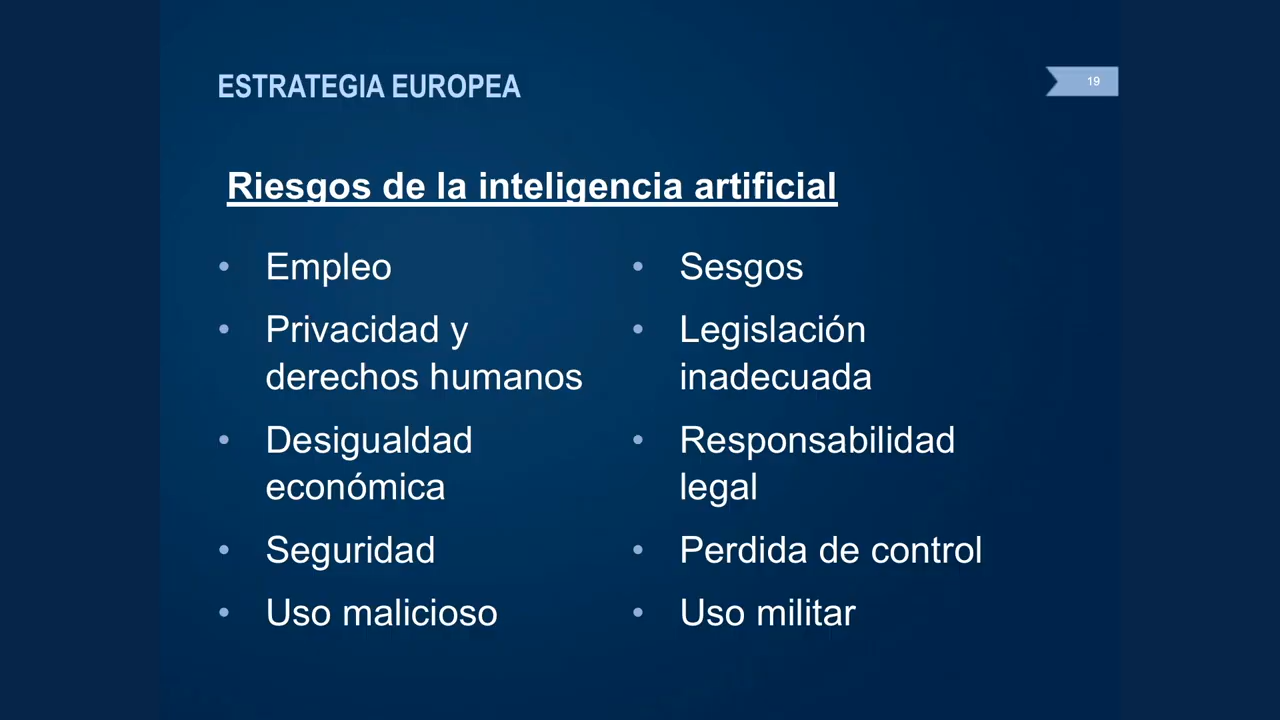 ESTRATEGIA EUROPEA
19
Riesgos de la inteligencia artificial
• Empleo
• Privacidad y
derechos humanos
• Desigualdad
económica
• Seguridad
• Uso malicioso
• Sesgos
• Legislación
inadecuada
• Responsabilidad
legal
• Perdida de control
• Uso militar